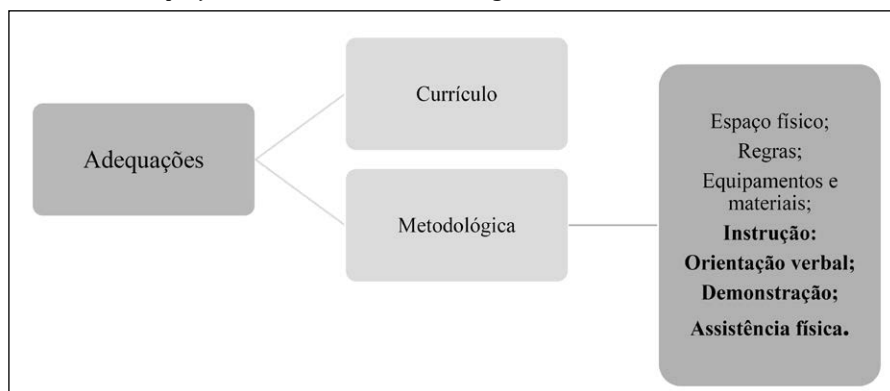 Adequações
Currículo
Metodológica
Espaço físico;
Regras;
Equipamentos e
materiais;
Instrução:
Orientação verbal;
Demonstração;
Assistência física.